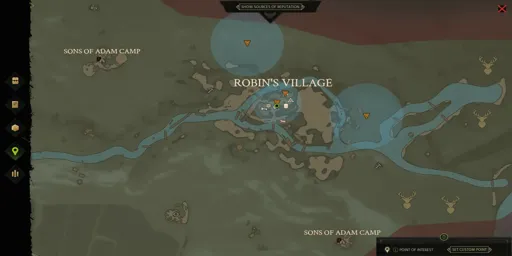 SHOW SOURCES OF REPUTATION
SONS OF ADAM CAMP
ROBIN'S VILLAGE
SONS OF ADAM CAMP
POINT OF INTEREST
SET CUSTOM POINT